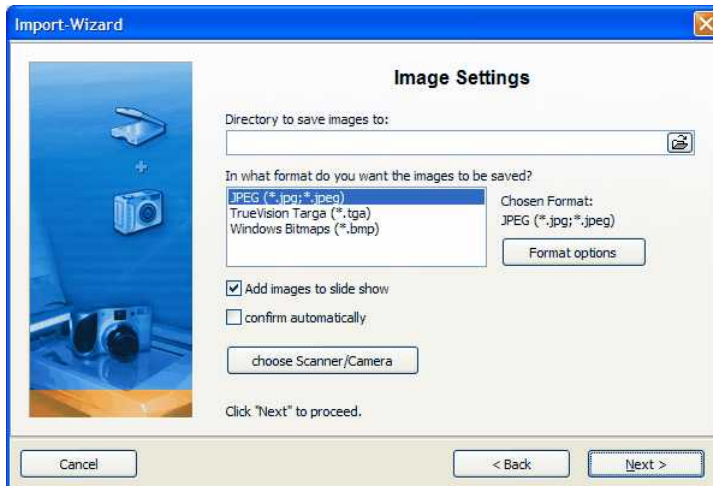 Import-Wizard
Image Settings
Directory to save images to:
In what format do you want the images to be saved?
JPEG (*.jpg;*.jpeg)
TrueVision Targa (*.tga)
Windows Bitmaps (*.bmp)
Chosen Format:
JPEG (*.jpg;*.jpeg)
Format options
Add images to slide show
confirm automatically
choose Scanner/Camera
Click "Next" to proceed.
Cancel
< Back
Next >